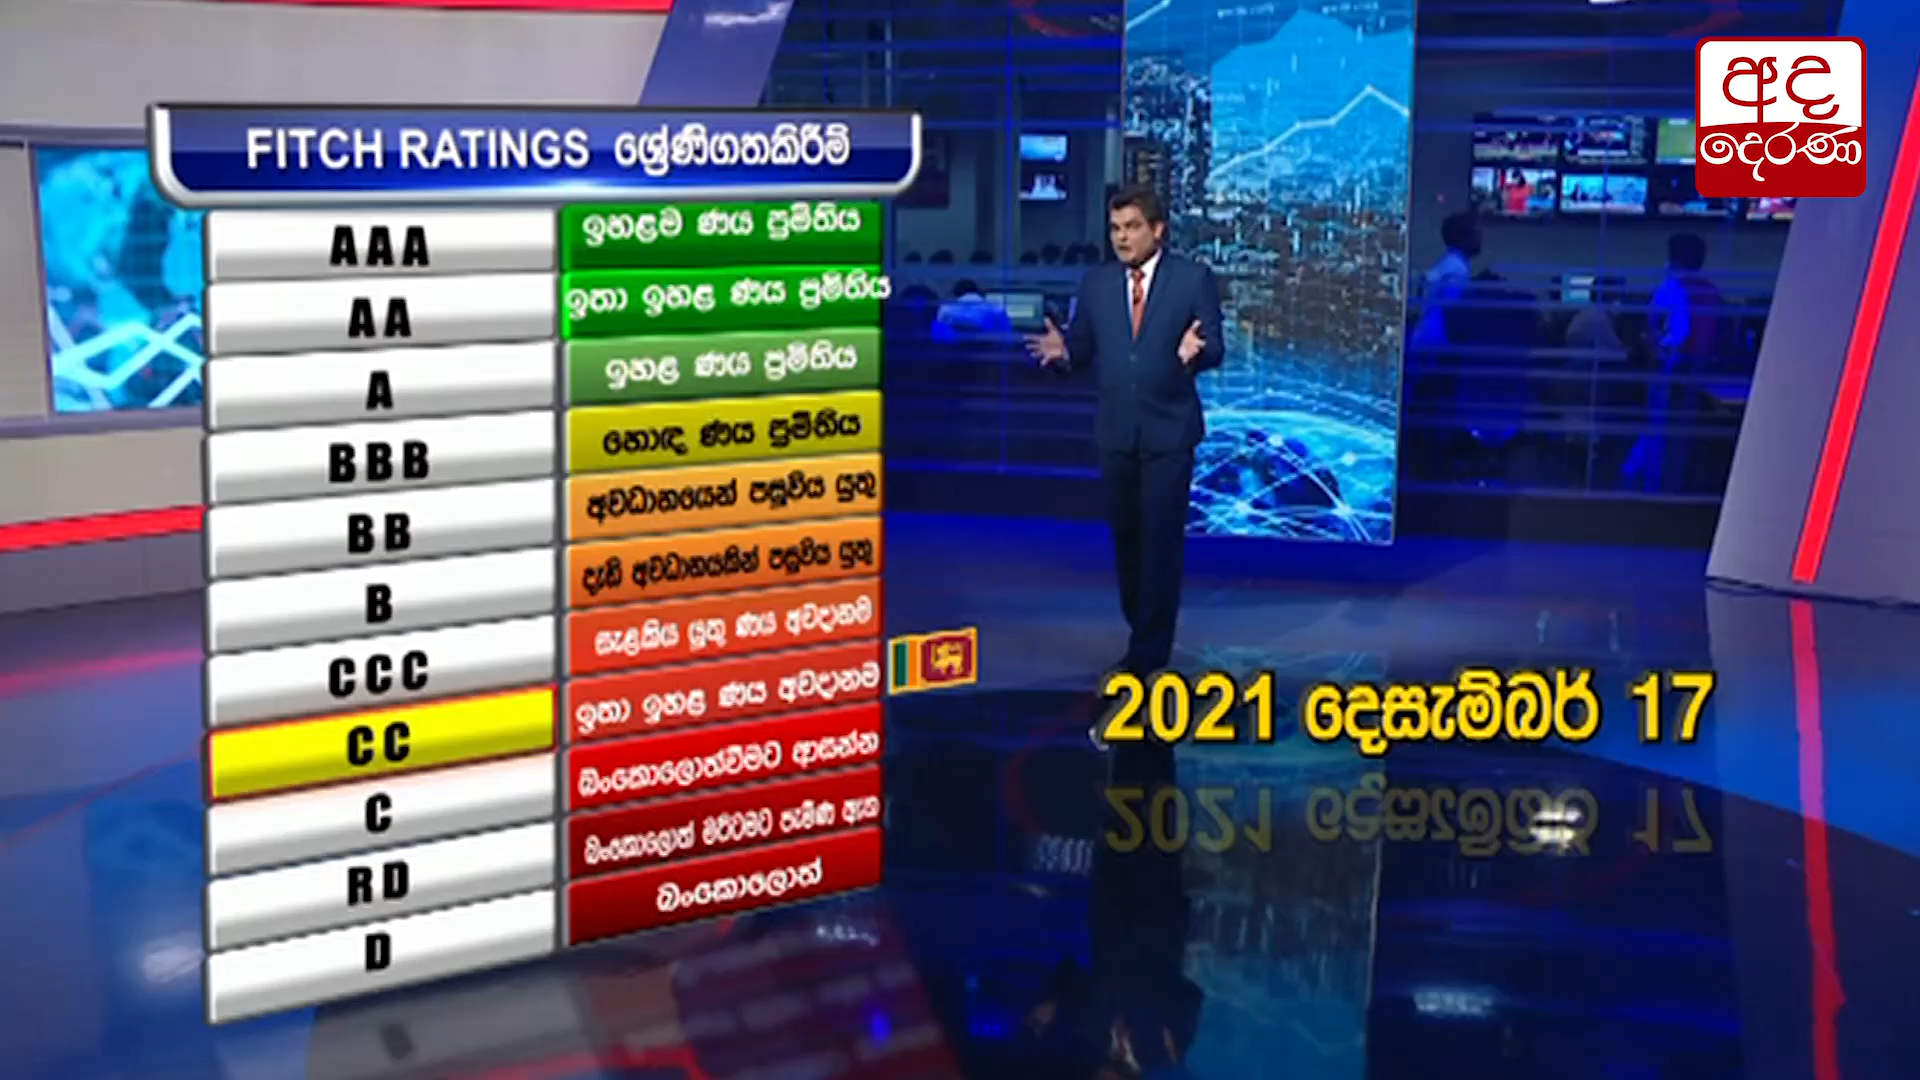 අද
දෙරණ
FITCH RATINGS ශ්‍රේණිගතකිරීම්
AAA ඉහළම ණය ප්‍රමිතිය
AA ඉතා ඉහළ ණය ප්‍රමිතිය
A ඉහළ ණය ප්‍රමිතිය
BBB හොඳ ණය ප්‍රමිතිය
BB අවධානයෙන් පසුවිය යුතු
B දැඩි අවධානයකින් පසුවිය යුතු
CCC සැළකිය යුතු ණය අවදානම
CC ඉතා ඉහළ ණය අවදානම
C බංකොලොත්වීමට ආසන්න
RD බංකොලොත් මට්ටමට පැමිණ ඇත
D බංකොලොත්
2021 දෙසැම්බර් 17